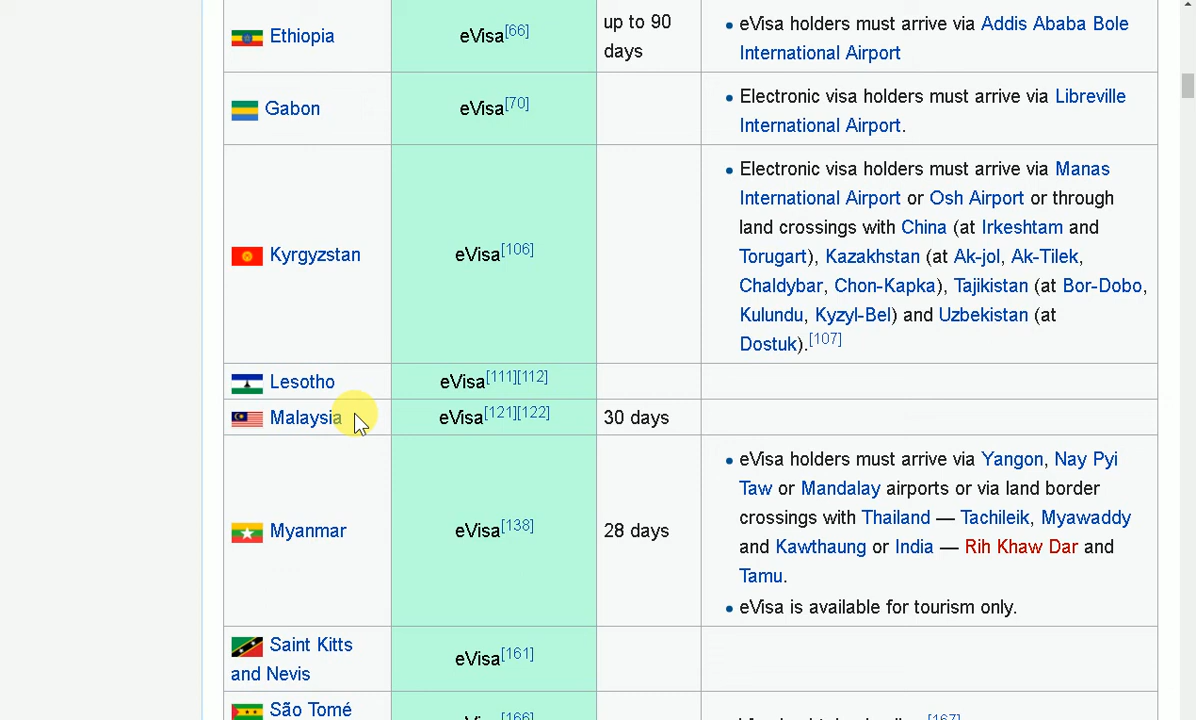 Ethiopia
eVisa[66]
up to 90
days
eVisa holders must arrive via Addis Ababa Bole
International Airport
Gabon
eVisa[70]
Electronic visa holders must arrive via Libreville
International Airport.
Kyrgyzstan
eVisa[106]
Electronic visa holders must arrive via Manas
International Airport or Osh Airport or through
land crossings with China (at Irkeshtam and
Torugart), Kazakhstan (at Ak-jol, Ak-Tilek,
Chaldybar, Chon-Kapka), Tajikistan (at Bor-Dobo,
Kulundu, Kyzyl-Bel) and Uzbekistan (at
Dostuk).[107]
Lesotho
eVisa[111][112]
Malaysia
eVisa[121][122]
30 days
Myanmar
eVisa[138]
28 days
eVisa holders must arrive via Yangon, Nay Pyi
Taw or Mandalay airports or via land border
crossings with Thailand — Tachileik, Myawaddy
and Kawthaung or India — Rih Khaw Dar and
Tamu.
eVisa is available for tourism only.
Saint Kitts
and Nevis
eVisa[161]
São Tomé
eVisa[166]
[167]